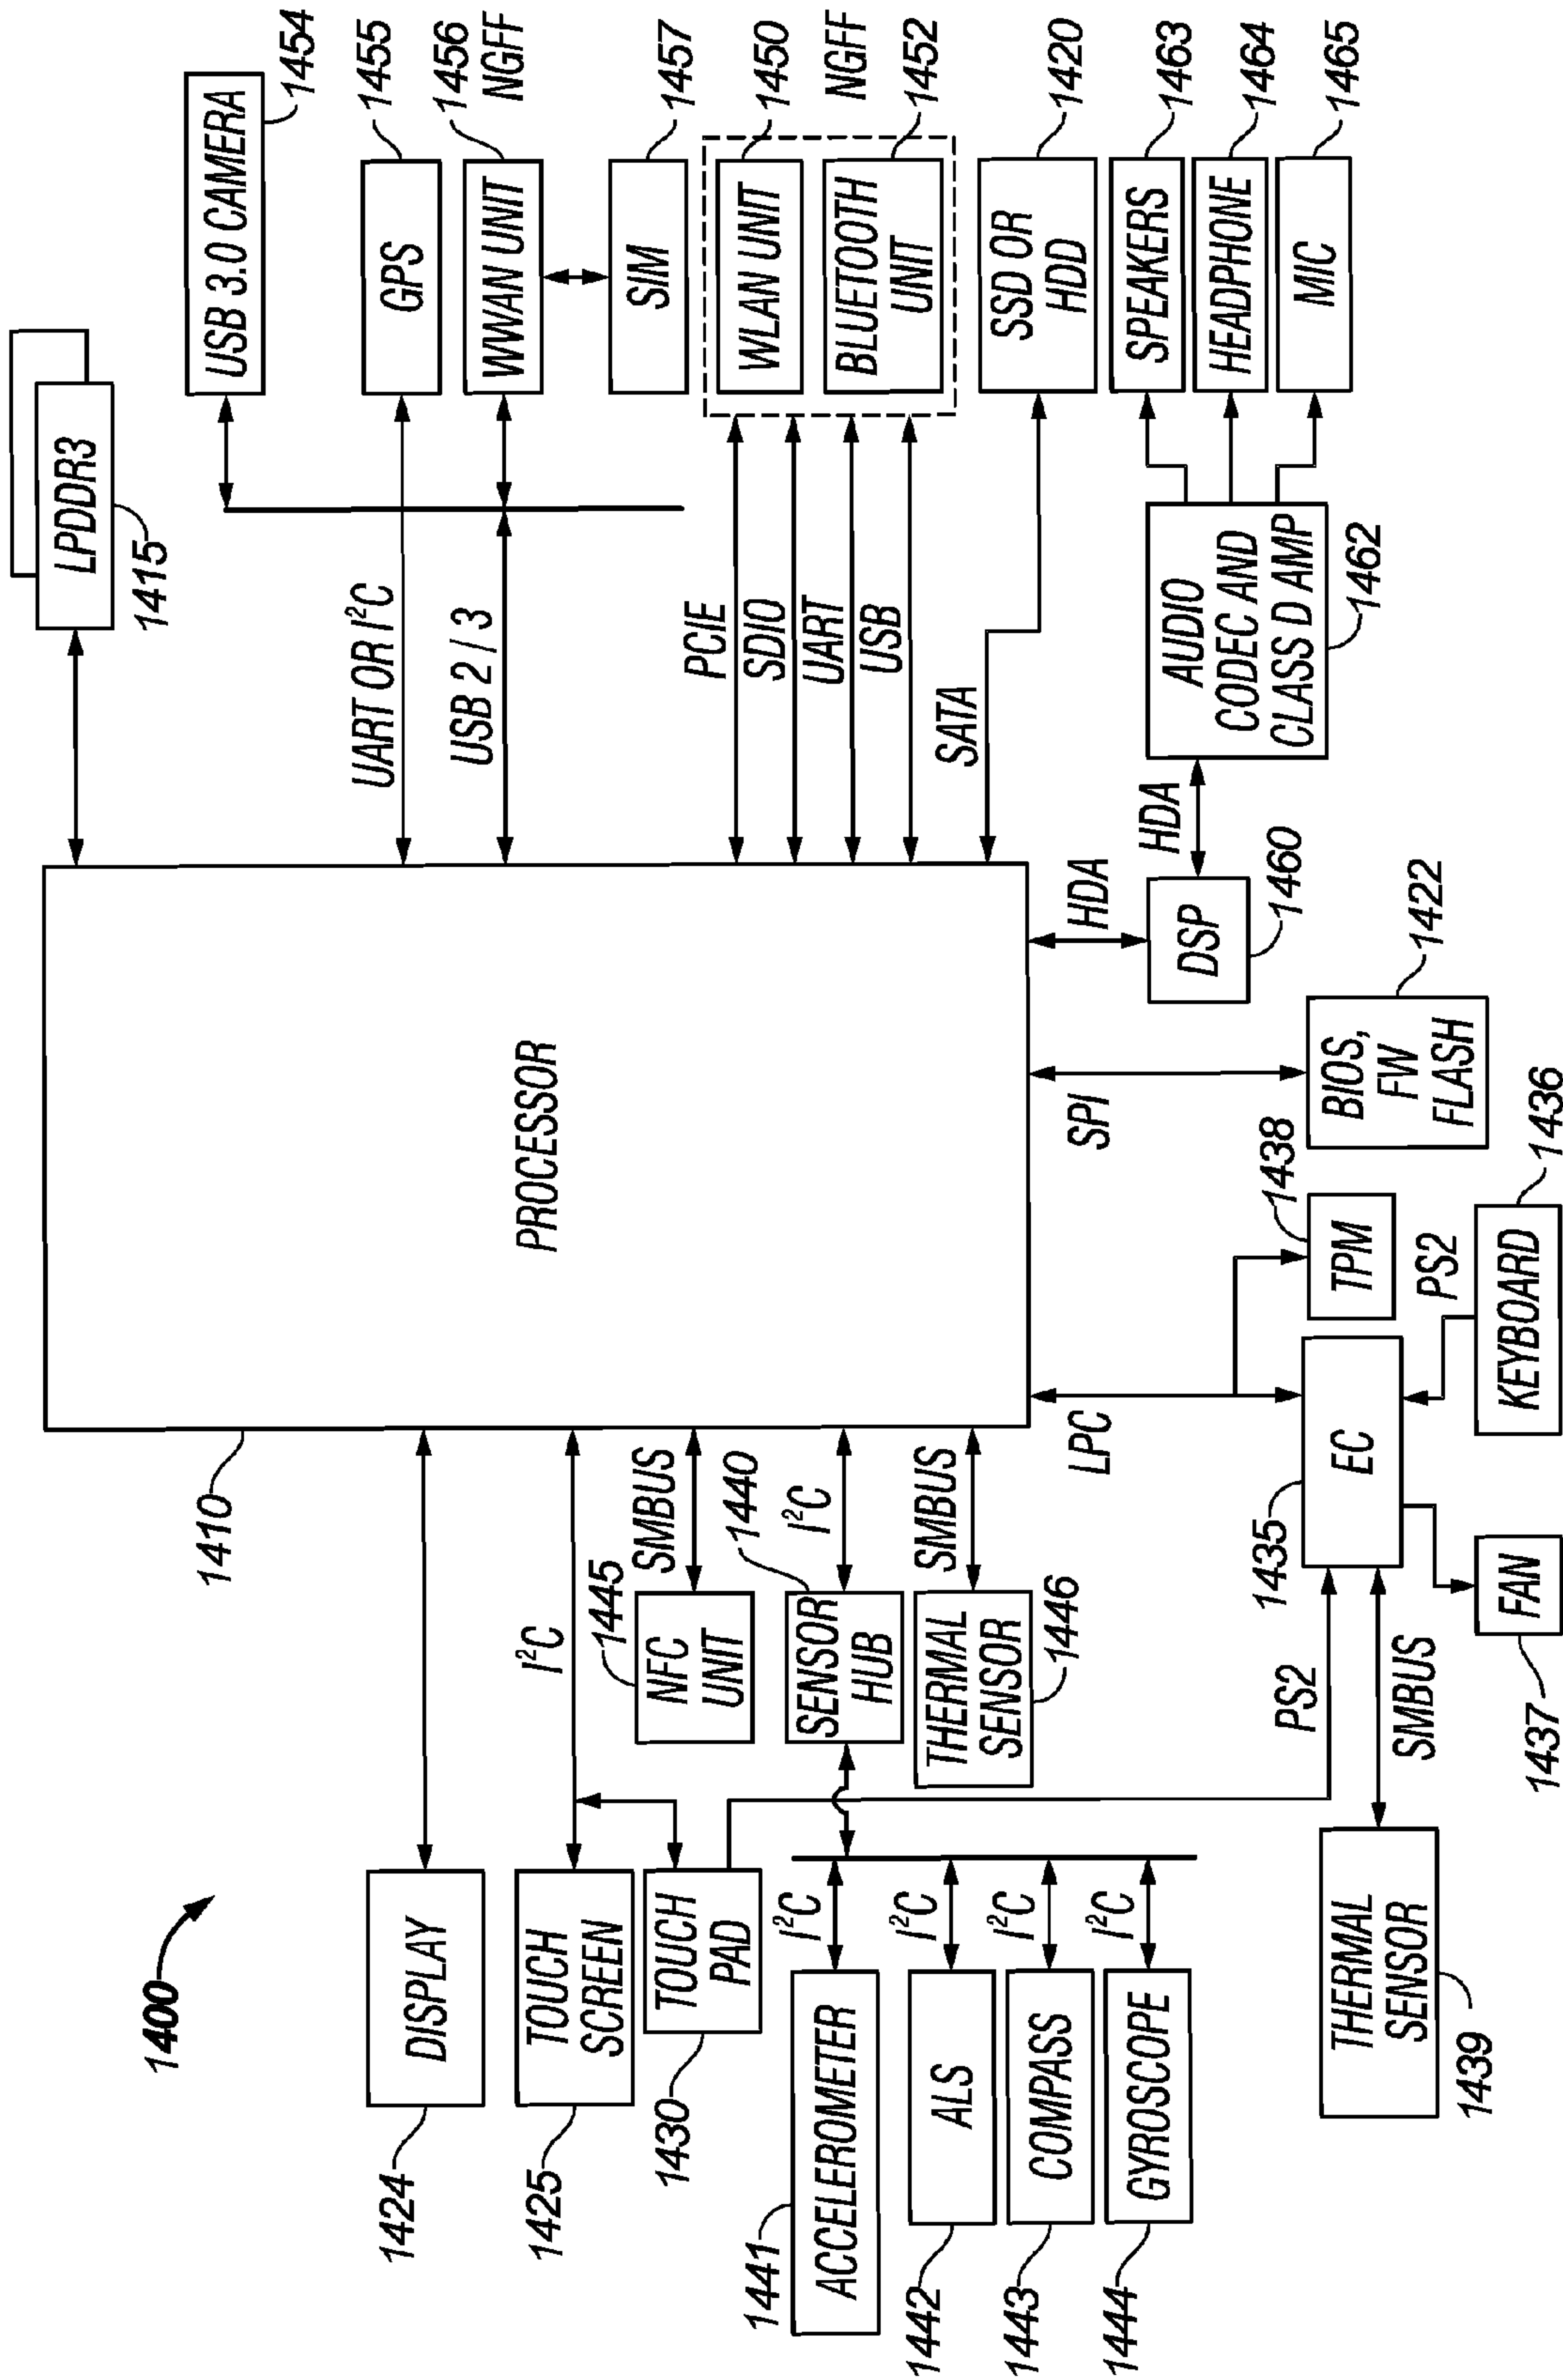 1400
1410
PROCESSOR
LPDDR3
1415
USB 3.0 CAMERA
1454
UART OR I²C
GPS
1455
USB 2 / 3
WWAN UNIT
1456
NGFF
SIM
1457
PCIE
SDIO
UART
USB
WLAN UNIT
1450
NGFF
BLUETOOTH
UNIT
1452
SATA
SSD OR
HDD
1420
HDA
DSP
1460
HDA
AUDIO
CODEC AND
CLASS D AMP
1462
SPEAKERS
1463
HEADPHONE
1464
MIC
1465
SPI
BIOS,
FW
FLASH
1422
LPC
TPM
1438
EC
1435
PS2
KEYBOARD
1436
FAN
1437
PS2
SMBUS
THERMAL
SENSOR
1439
DISPLAY
1424
I²C
TOUCH
SCREEN
1425
TOUCH
PAD
1430
SMBUS
NFC
UNIT
1445
I²C
SENSOR
HUB
1440
SMBUS
THERMAL
SENSOR
1446
I²C
ACCELEROMETER
1441
I²C
ALS
1442
I²C
COMPASS
1443
I²C
GYROSCOPE
1444